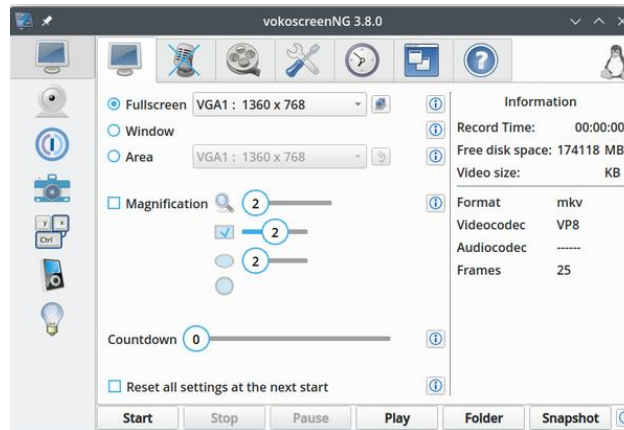 vokoscreenNG 3.8.0
Fullscreen VGA1 : 1360 x 768
Window
Area VGA1 : 1360 x 768
Magnification 2
2
2
Countdown 0
Reset all settings at the next start
Information
Record Time: 00:00:00
Free disk space: 174118 MB
Video size: KB
Format mkv
Videocodec VP8
Audiocodec ------
Frames 25
y x
Ctrl
Start Stop Pause Play Folder Snapshot